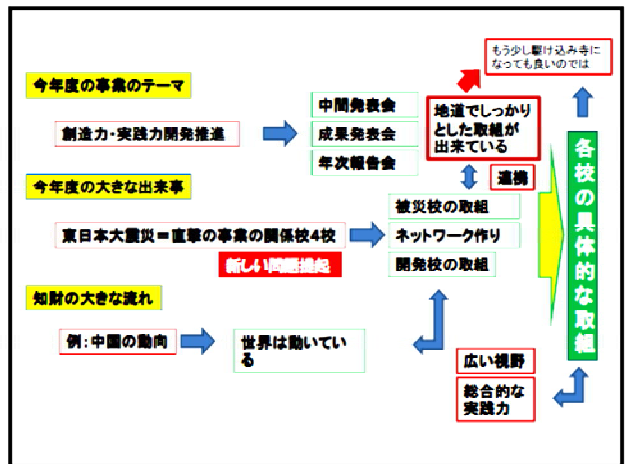 もう少し駆け込み寺に
なっても良いのでは
今年度の事業のテーマ
創造力・実践力開発推進
中間発表会
成果発表会
年次報告会
地道でしっかり
とした取組が
出来ている
連携
今年度の大きな出来事
東日本大震災=直撃の事業の関係校4校
新しい問題提起
被災校の取組
ネットワーク作り
開発校の取組
各校の具体的な取組
知財の大きな流れ
例:中国の動向
世界は動いてい
る
広い視野
総合的な
実践力